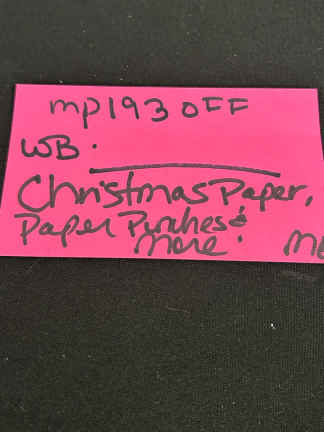 mp193 OFF
WB.
Christmas Paper,
Paper Punches &
More.